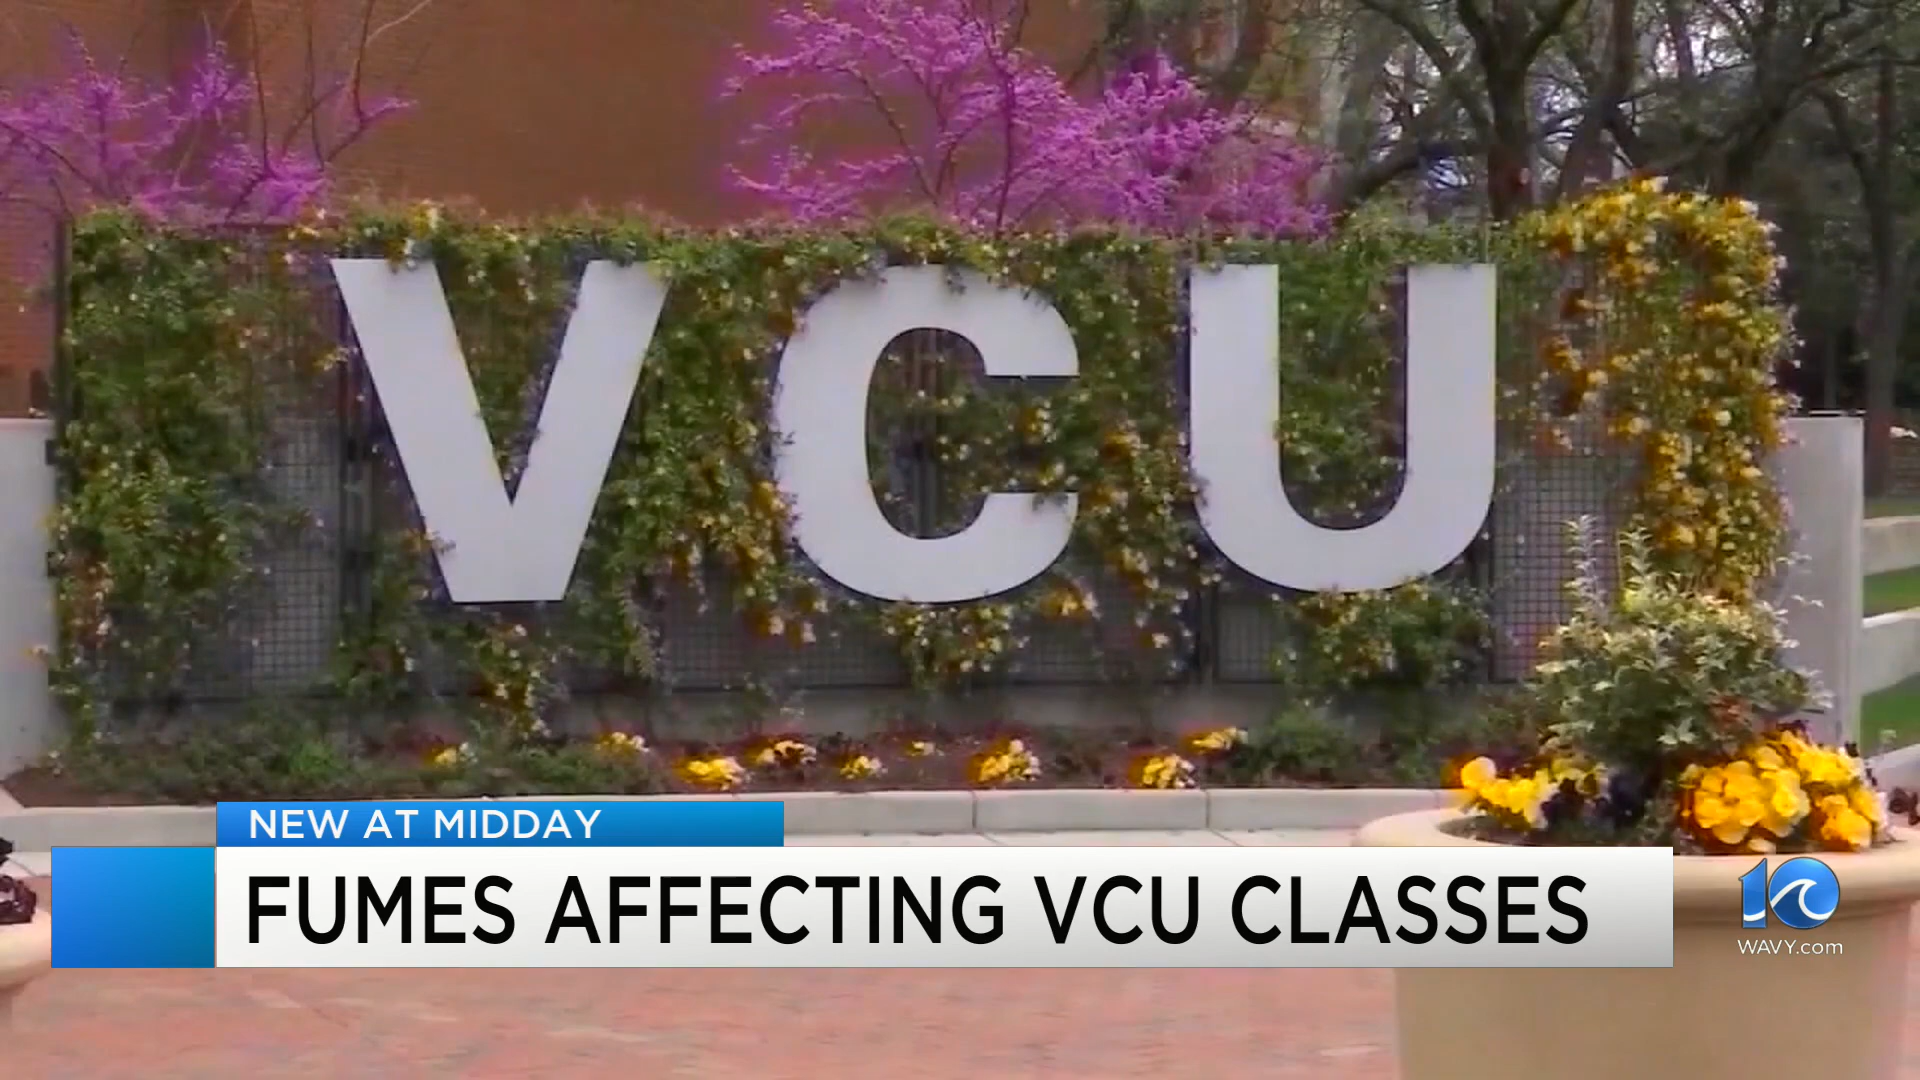 VCU
NEW AT MIDDAY
FUMES AFFECTING VCU CLASSES
10
WAVY.com